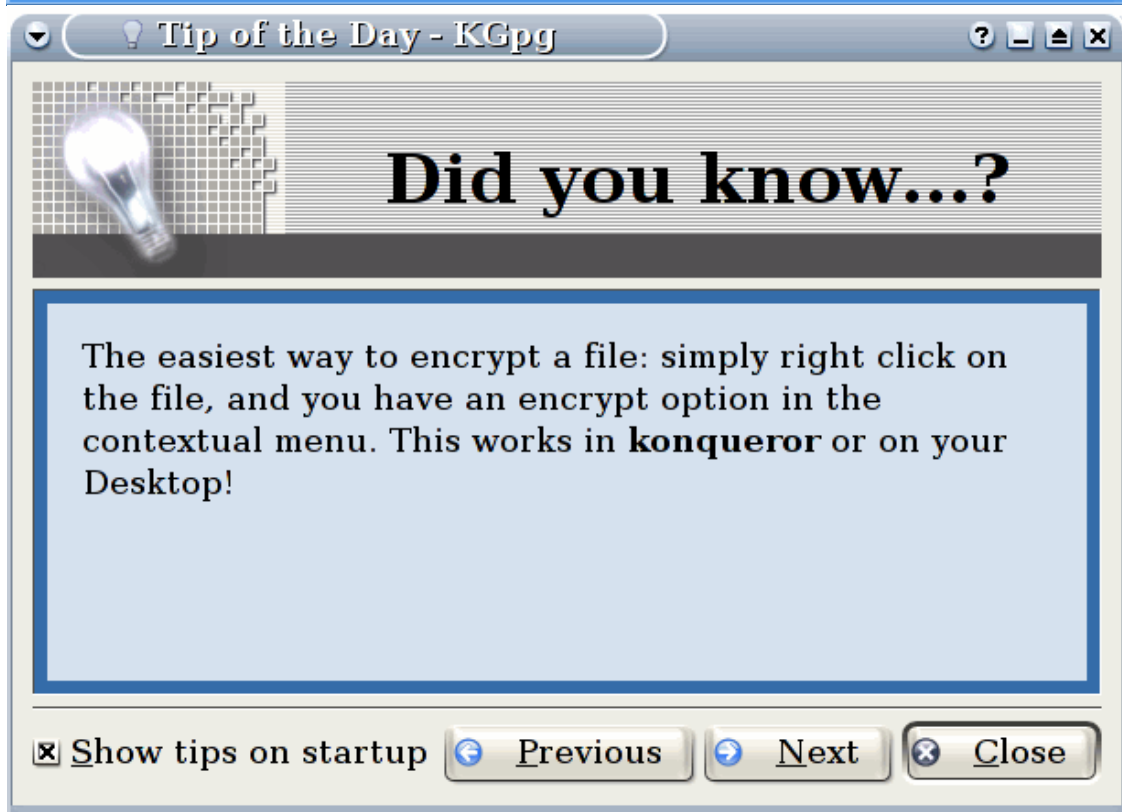 Tip of the Day - KGpg
Did you know...?
The easiest way to encrypt a file: simply right click on
the file, and you have an encrypt option in the
contextual menu. This works in konqueror or on your
Desktop!
Show tips on startup Previous Next Close